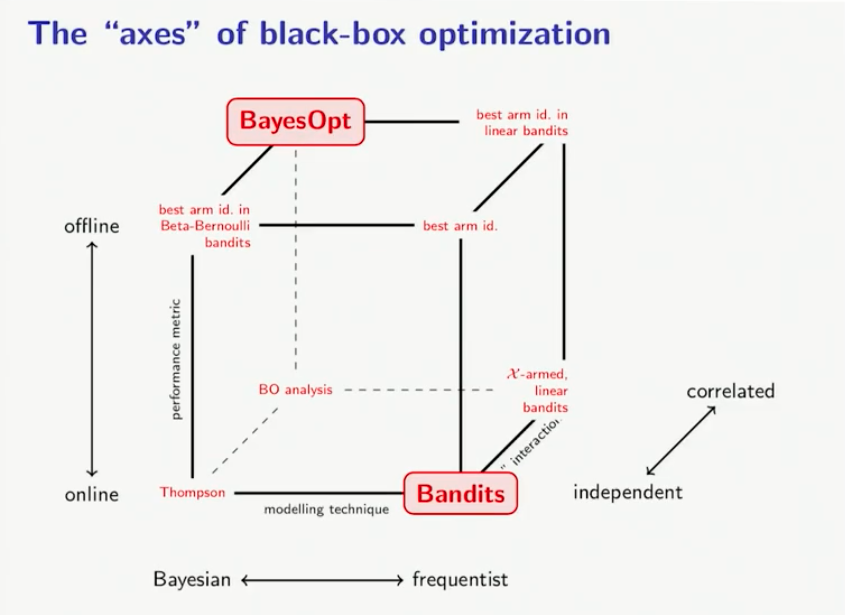 The “axes” of black-box optimization
BayesOpt
best arm id. in
linear bandits
best arm id. in
Beta-Bernoulli
bandits
best arm id.
offline
performance metric
BO analysis
𝒳-armed,
linear
bandits
correlated
online
Thompson
modelling technique
Bandits
independent
Bayesian
frequentist